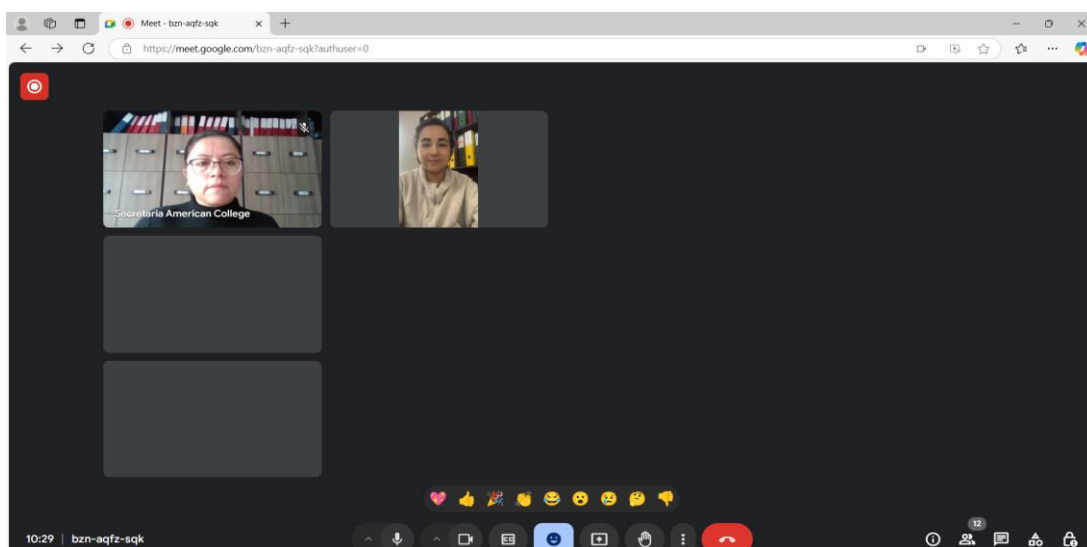 Meet - bzn-aqfz-sqk
https://meet.google.com/bzn-aqfz-sqk?authuser=0
Secretaria American College
12
10:29 | bzn-aqfz-sqk
CC